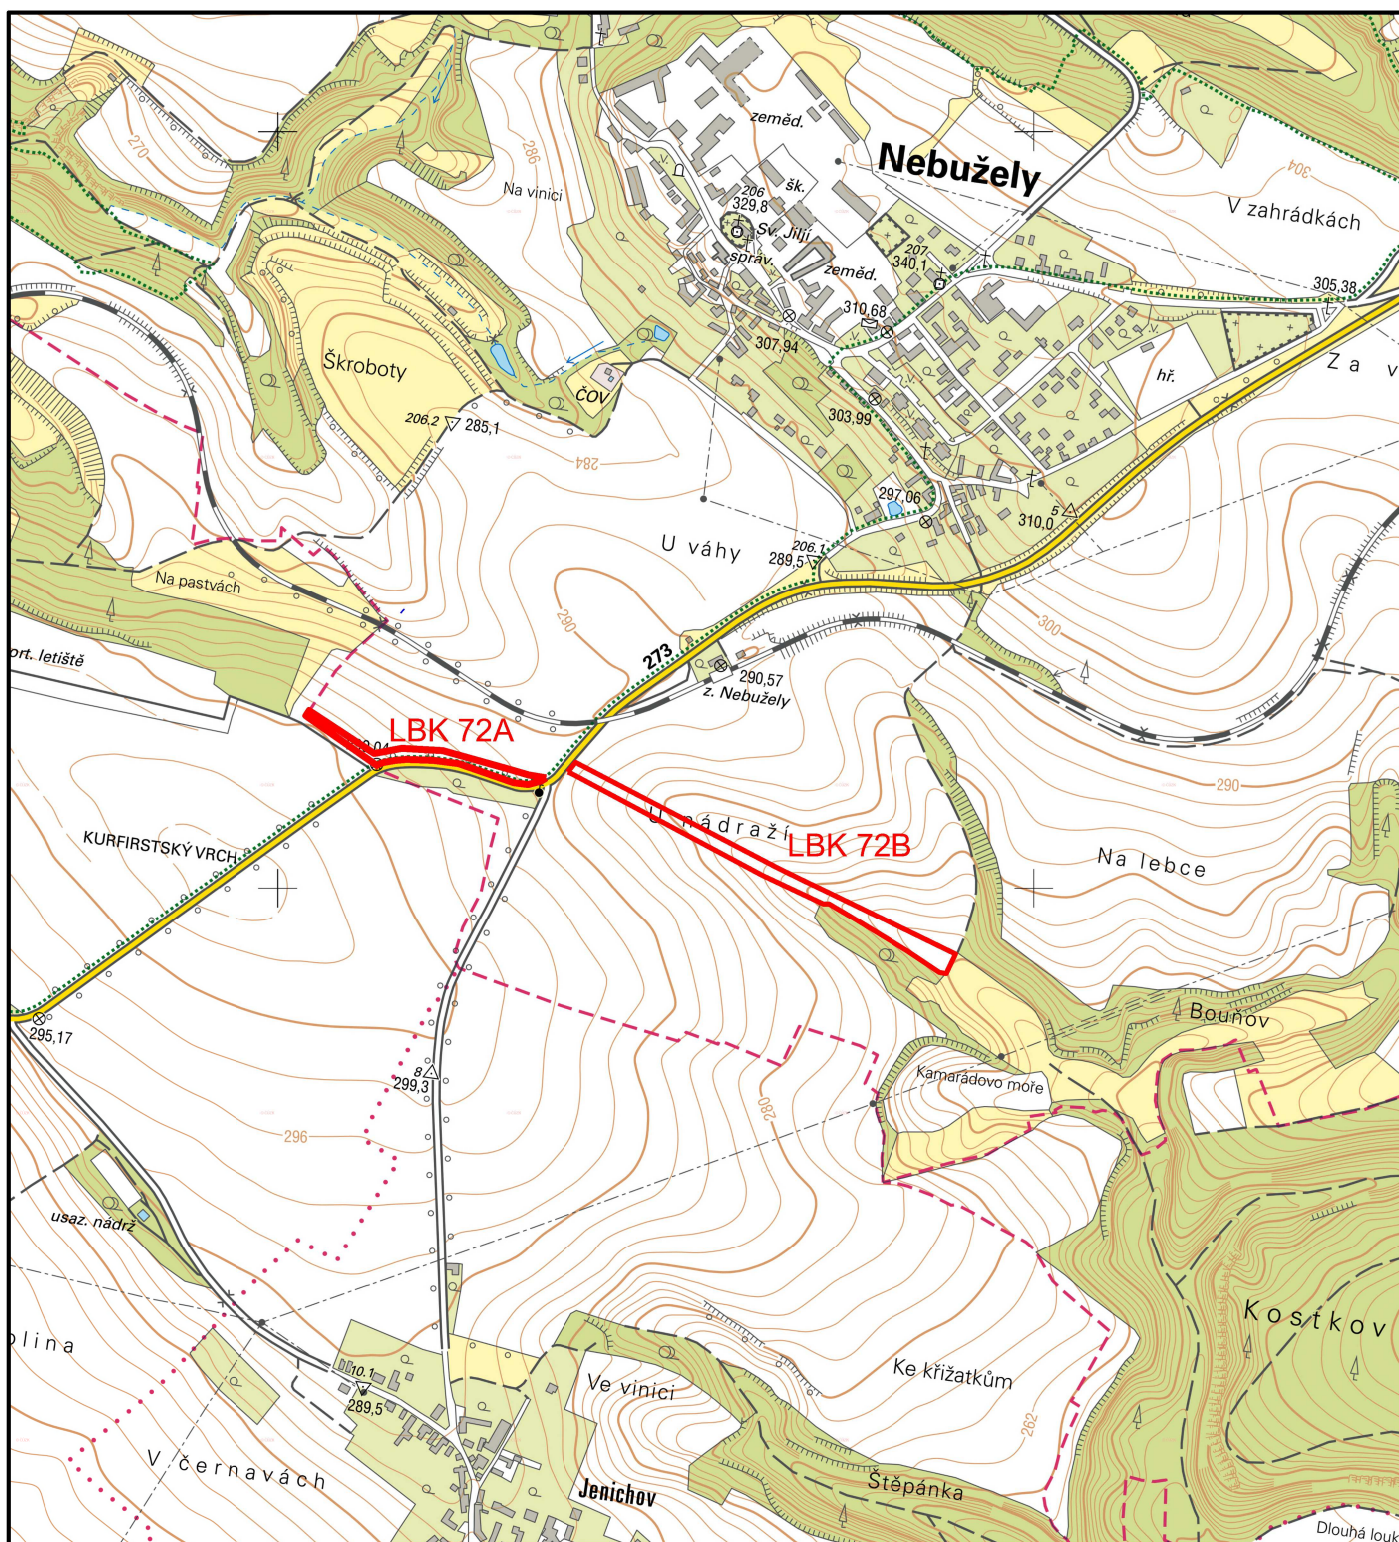 270
286
Na vinici
zeměd.
Nebužely
304
V zahrádkách
šk.
206
329,8
Sv. Jiljí
správ.
zeměd.
207
340,1
305,38
310,68
307,94
Za v
Škroboty
ČOV
hř.
303,99
206.2
285,1
284
297,06
5
310,0
U váhy
206.1
289,5
Na pastvách
290
300
273
ort. letiště
290,57
z. Nebužely
LBK 72A
290
U nádraží
LBK 72B
KURFIRSTSKÝ VRCH
Na lebce
Bouňov
295,17
8
299,3
Kamarádovo moře
280
296
usaz. nádrž
Kostkov
olina
10.1
289,5
Ve vinici
Ke křižatkům
262
V černavách
Jenichov
Štěpánka
Dlouhá louk